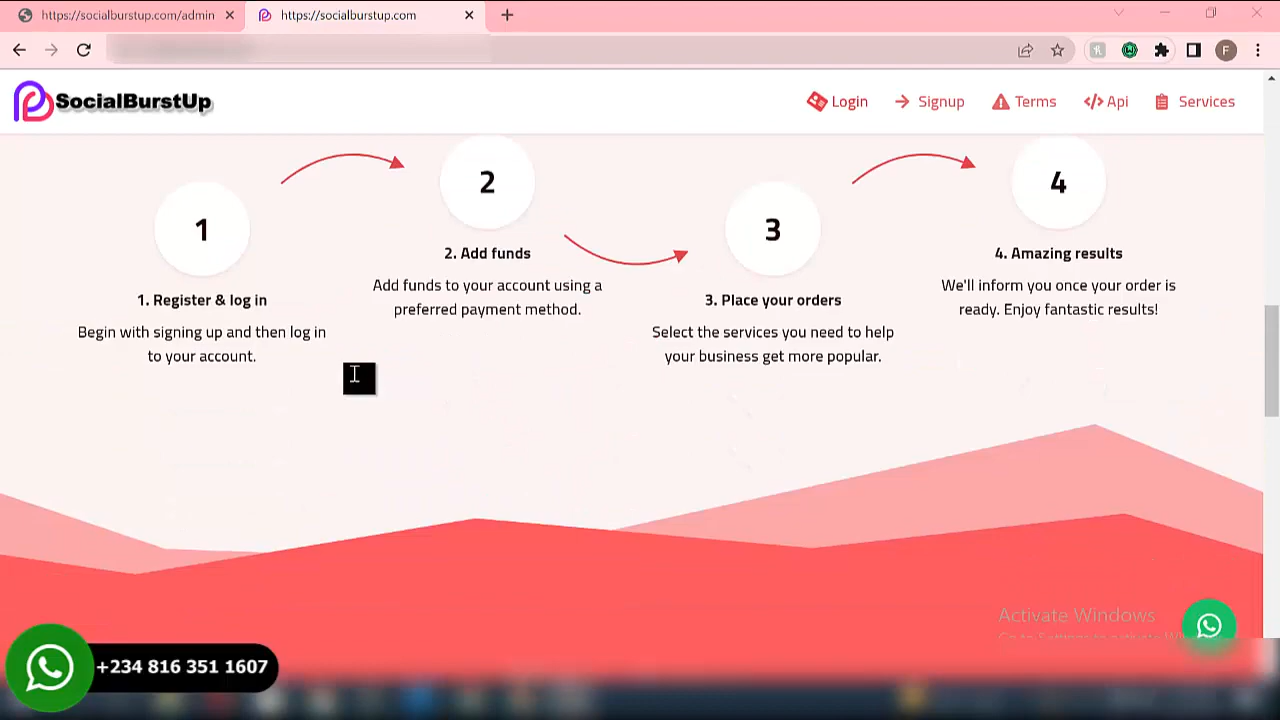 https://socialburstup.com/admin
https://socialburstup.com
F
SocialBurstUp
Login
Signup
Terms
</> Api
Services
1
2
3
4
1. Register & log in
Begin with signing up and then log in
to your account.
2. Add funds
Add funds to your account using a
preferred payment method.
3. Place your orders
Select the services you need to help
your business get more popular.
4. Amazing results
We'll inform you once your order is
ready. Enjoy fantastic results!
Activate Windows
+234 816 351 1607